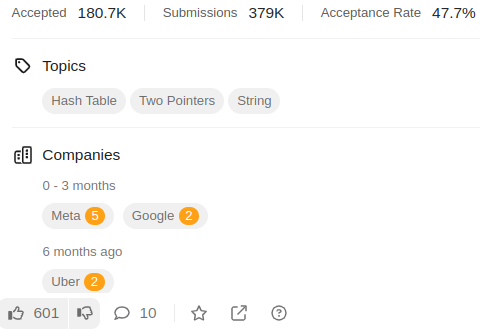 Accepted 180.7K Submissions 379K Acceptance Rate 47.7%
Topics
Hash Table Two Pointers String
Companies
0 - 3 months
Meta 5 Google 2
6 months ago
Uber 2
601 10